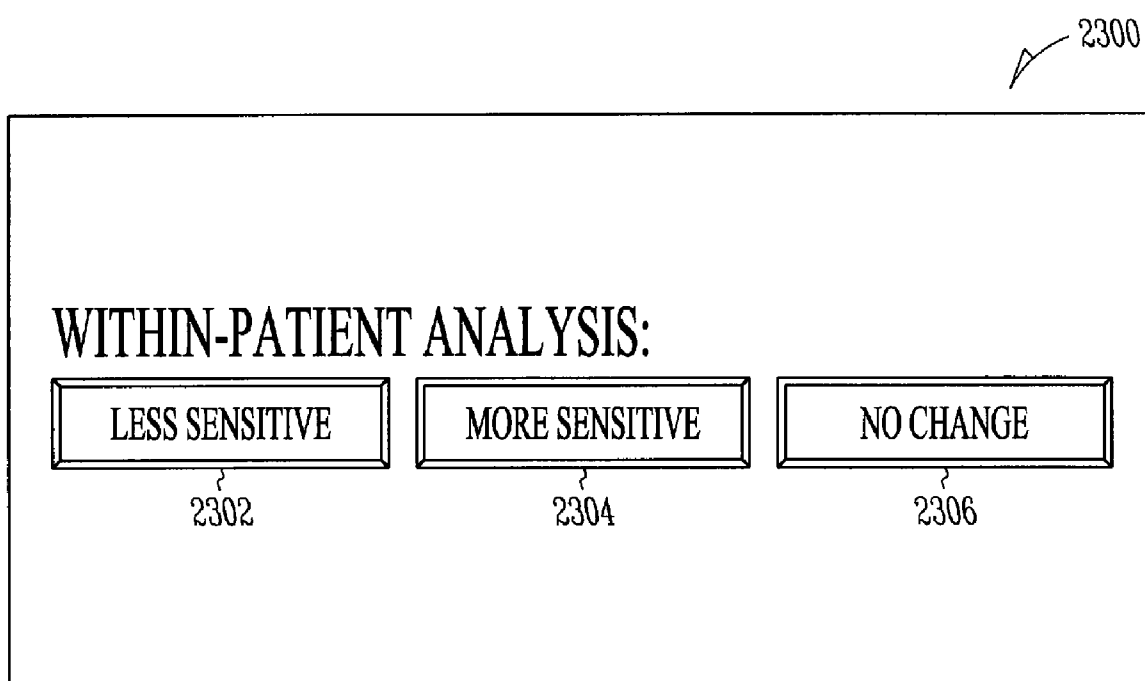 2300
WITHIN-PATIENT ANALYSIS:
LESS SENSITIVE MORE SENSITIVE NO CHANGE
2302 2304 2306